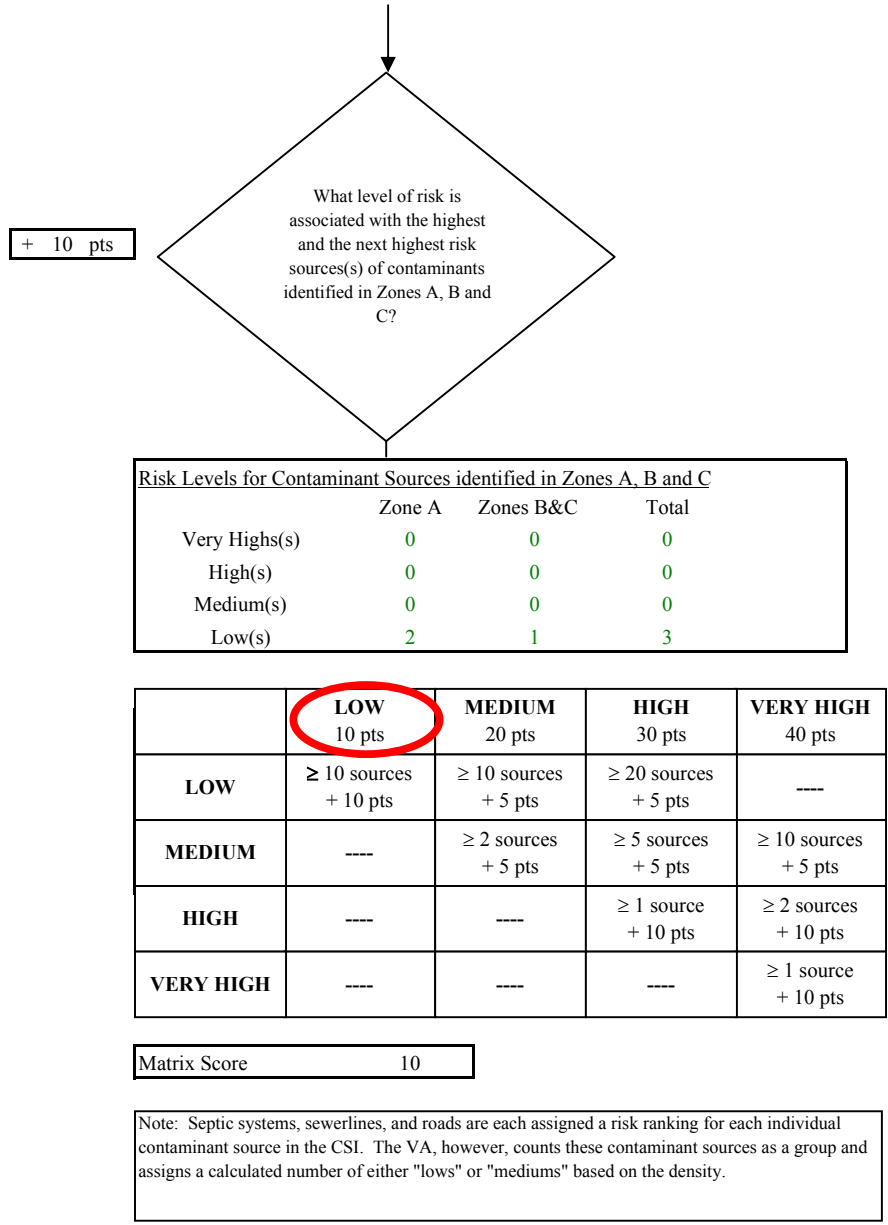 What level of risk is
associated with the highest
and the next highest risk
sources(s) of contaminants
identified in Zones A, B and
C?
+ 10 pts
Risk Levels for Contaminant Sources identified in Zones A, B and C
Zone A Zones B&C Total
Very Highs(s) 0 0 0
High(s) 0 0 0
Medium(s) 0 0 0
Low(s) 2 1 3
LOW MEDIUM HIGH VERY HIGH
10 pts 20 pts 30 pts 40 pts
LOW ≥ 10 sources ≥ 10 sources ≥ 20 sources ----
+ 10 pts + 5 pts + 5 pts
MEDIUM ---- ≥ 2 sources ≥ 5 sources ≥ 10 sources
+ 5 pts + 5 pts + 5 pts
HIGH ---- ---- ≥ 1 source ≥ 2 sources
+ 10 pts + 10 pts
VERY HIGH ---- ---- ---- ≥ 1 source
+ 10 pts
Matrix Score 10
Note: Septic systems, sewerlines, and roads are each assigned a risk ranking for each individual
contaminant source in the CSI. The VA, however, counts these contaminant sources as a group and
assigns a calculated number of either "lows" or "mediums" based on the density.